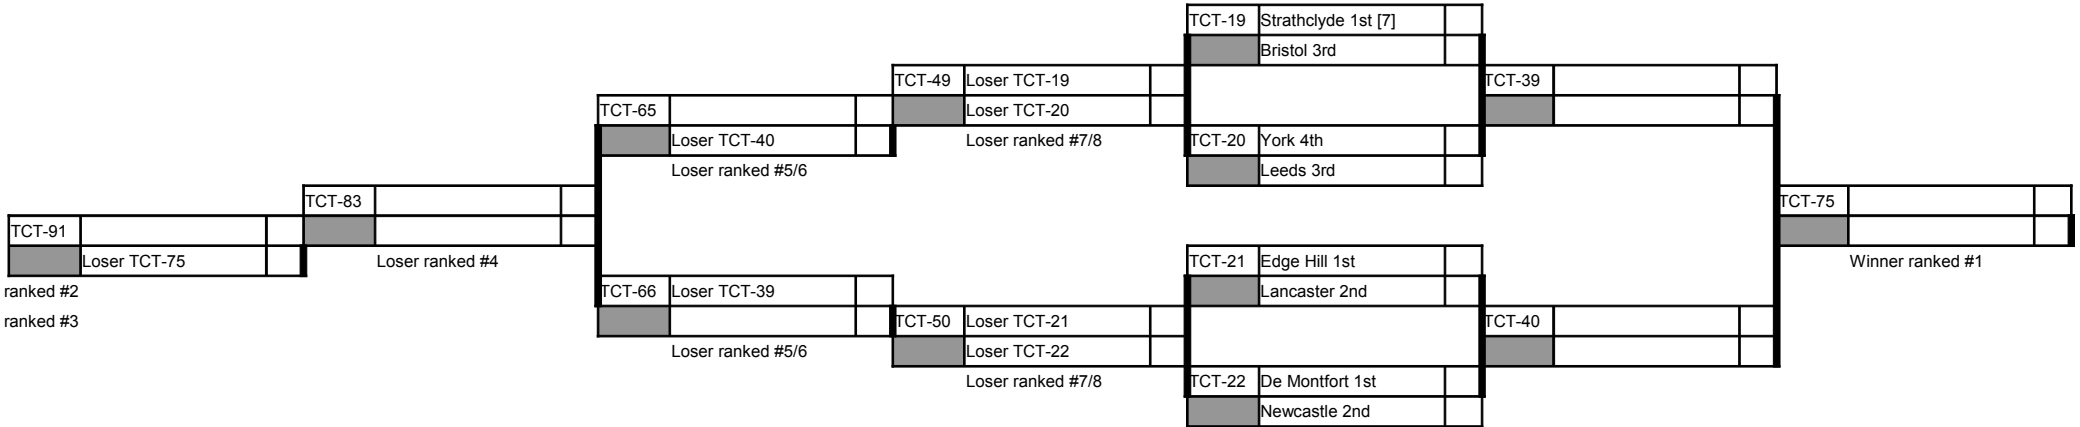 TCT-19 Strathclyde 1st [7]
Bristol 3rd
TCT-49 Loser TCT-19 TCT-39
TCT-65 Loser TCT-20
Loser TCT-40 Loser ranked #7/8 TCT-20 York 4th
Loser ranked #5/6 Leeds 3rd
TCT-83 TCT-75
TCT-91
Loser TCT-75 Loser ranked #4 TCT-21 Edge Hill 1st Winner ranked #1
ranked #2 TCT-66 Loser TCT-39 Lancaster 2nd
ranked #3 TCT-50 Loser TCT-21 TCT-40
Loser ranked #5/6 Loser TCT-22
Loser ranked #7/8 TCT-22 De Montfort 1st
Newcastle 2nd